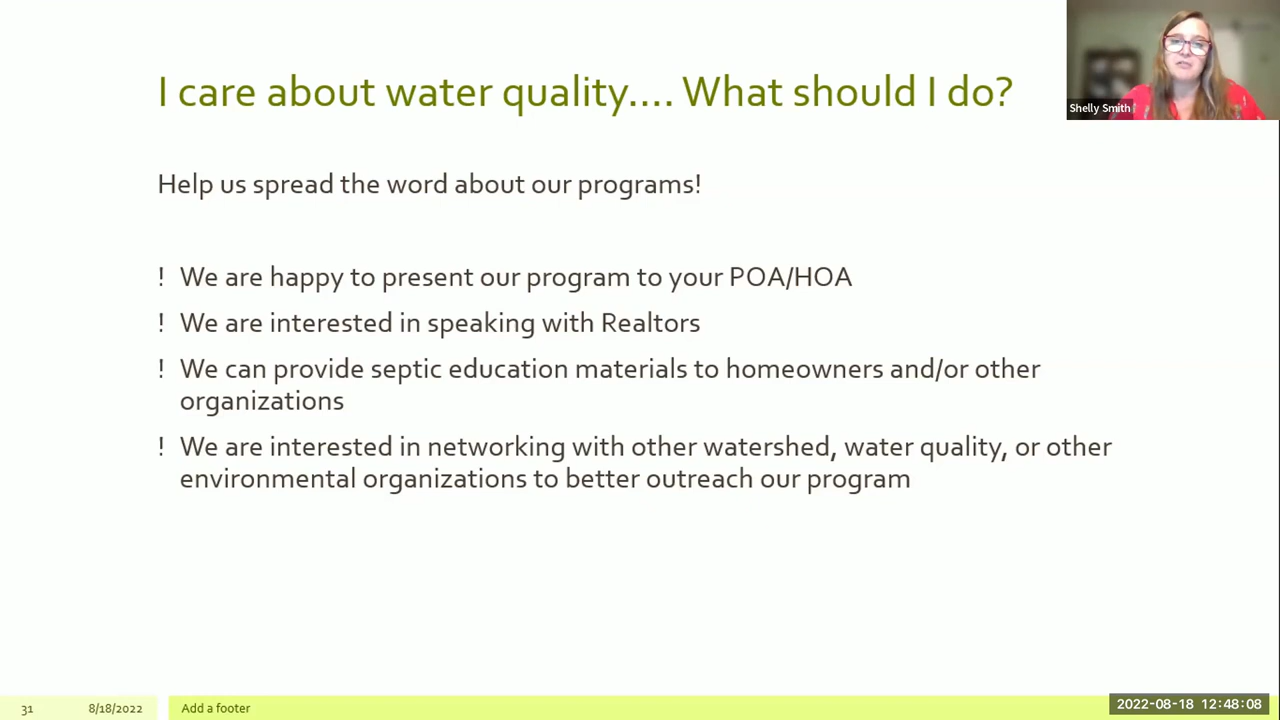 I care about water quality.... What should I do?
Shelly Smith
Help us spread the word about our programs!
! We are happy to present our program to your POA/HOA
! We are interested in speaking with Realtors
! We can provide septic education materials to homeowners and/or other
organizations
! We are interested in networking with other watershed, water quality, or other
environmental organizations to better outreach our program
31 8/18/2022 Add a footer
2022-08-18 12:48:08